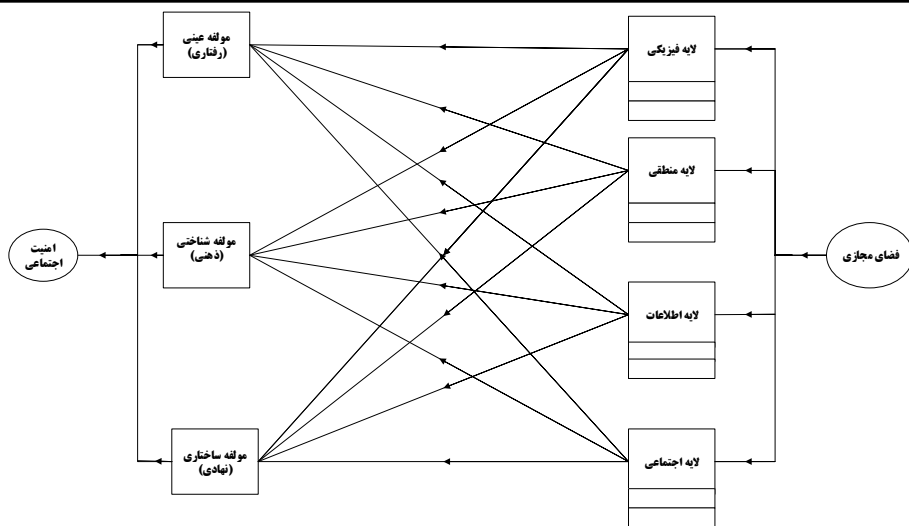 لایه فیزیکی
مولفه عینی
(رفتاری)
لایه منطقی
فضای مجازی
مولفه شناختی
(ذهنی)
امنیت
اجتماعی
لایه اطلاعات
لایه اجتماعی
مولفه ساختاری
(نهادی)